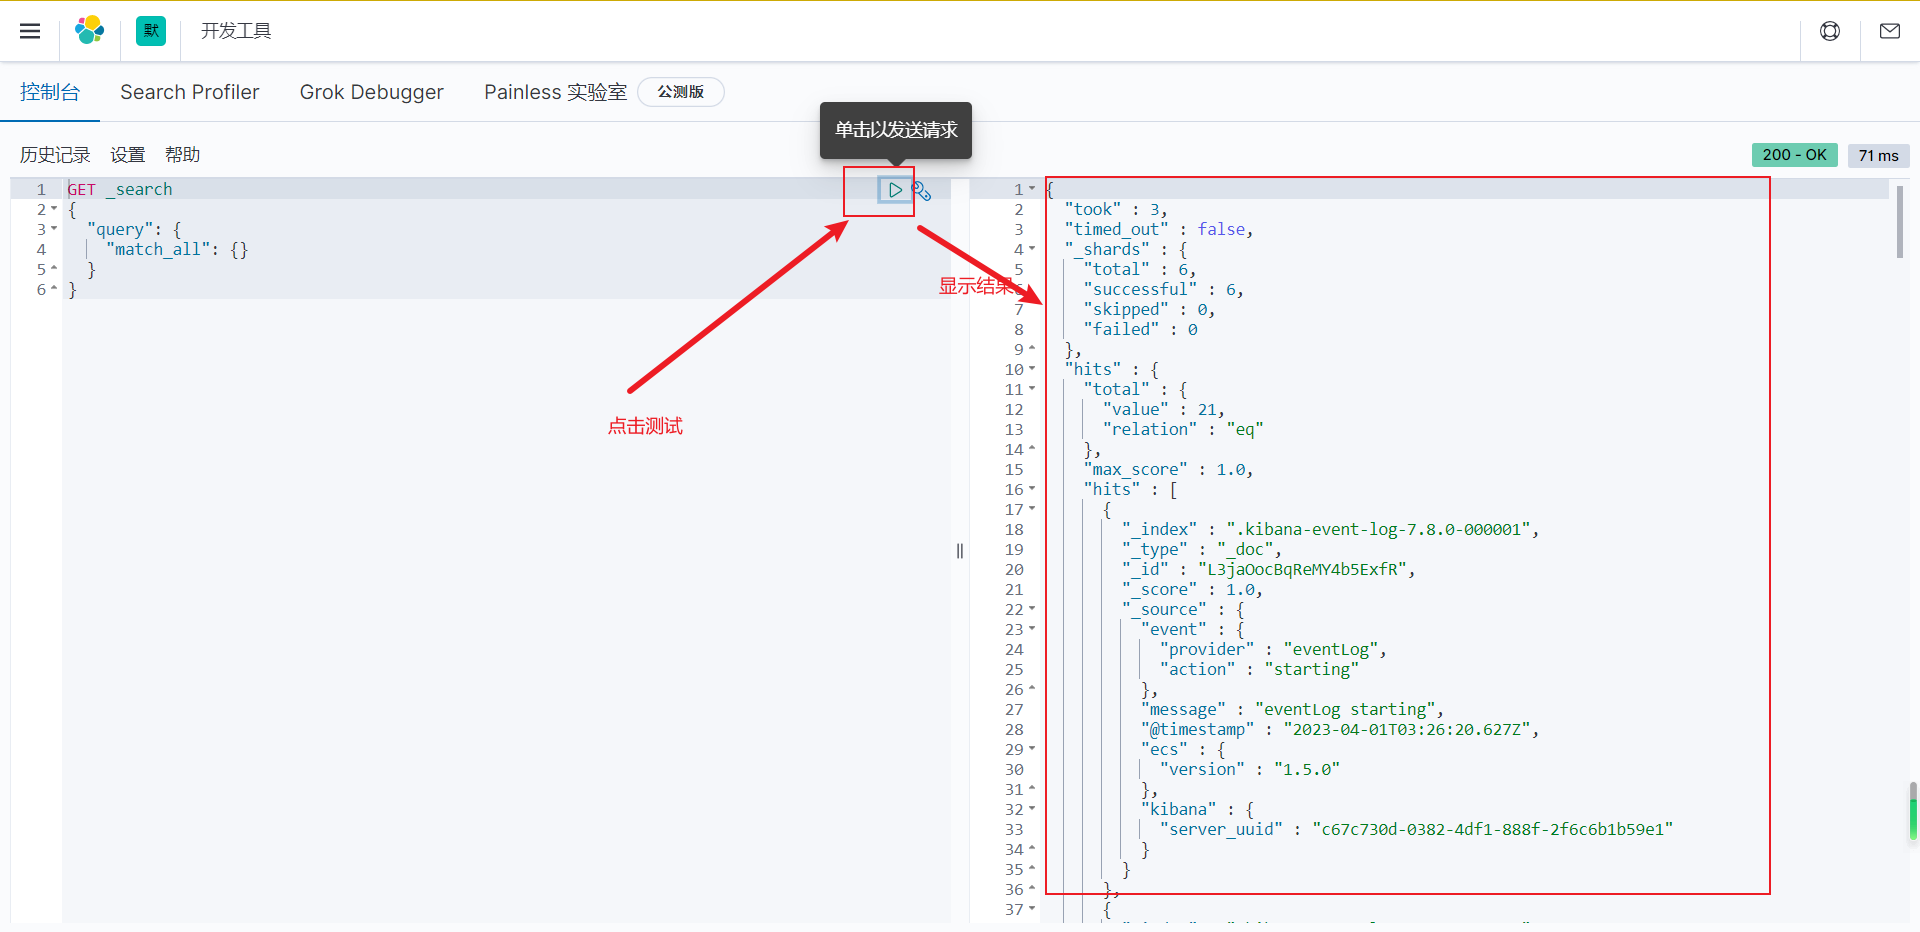 默 开发工具
控制台 Search Profiler Grok Debugger Painless 实验室 公测版
单击以发送请求
历史记录 设置 帮助
200 - OK 71 ms
1 GET _search
2 {
3 "query": {
4 "match_all": {}
5 }
6 }
点击测试
显示结果
1 {
2 "took" : 3,
3 "timed_out" : false,
4 "_shards" : {
5 "total" : 6,
6 "successful" : 6,
7 "skipped" : 0,
8 "failed" : 0
9 },
10 "hits" : {
11 "total" : {
12 "value" : 21,
13 "relation" : "eq"
14 },
15 "max_score" : 1.0,
16 "hits" : [
17 {
18 "_index" : ".kibana-event-log-7.8.0-000001",
19 "_type" : "_doc",
20 "_id" : "L3jaOocBqReMY4b5ExfR",
21 "_score" : 1.0,
22 "_source" : {
23 "event" : {
24 "provider" : "eventLog",
25 "action" : "starting"
26 },
27 "message" : "eventLog starting",
28 "@timestamp" : "2023-04-01T03:26:20.627Z",
29 "ecs" : {
30 "version" : "1.5.0"
31 },
32 "kibana" : {
33 "server_uuid" : "c67c730d-0382-4df1-888f-2f6c6b1b59e1"
34 }
35 }
36 },
37 {